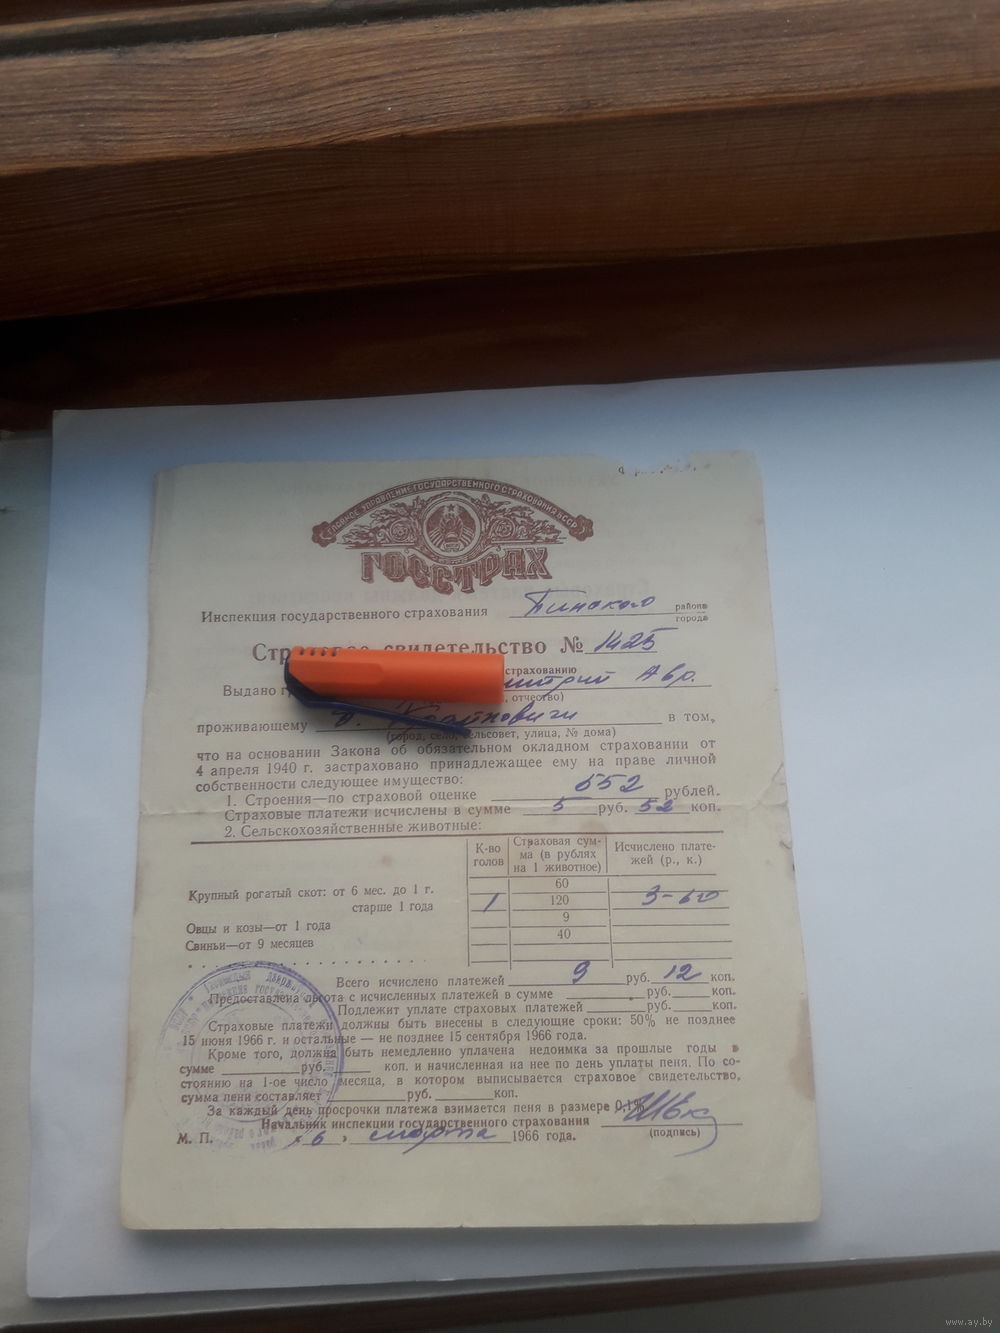 ГЛАВНОЕ УПРАВЛЕНИЕ ГОСУДАРСТВЕННОГО СТРАХОВАНИЯ БССР
ГОССТРАХ
Инспекция государственного страхования Пинского района
города
свидетельство № 1425
страхованию
Выдано Авр.
отчество)
проживающему в том,
(город, село, сельсовет, улица, № дома)
что на основании Закона об обязательном окладном страховании от
4 апреля 1940 г. застраховано принадлежащее ему на праве личной
собственности следующее имущество:
1. Строения—по страховой оценке 552 рублей.
Страховые платежи исчислены в сумме 5 руб. 52 коп.
2. Сельскохозяйственные животные:
К-во голов Страховая сумма (в рублях на 1 животное) Исчислено платежей (р., к.)
Крупный рогатый скот: от 6 мес. до 1 г. 60
старше 1 года 1 120 3-60
Овцы и козы—от 1 года 9
Свиньи—от 9 месяцев 40
Всего исчислено платежей 9 руб. 12 коп.
Предоставлена льгота с исчисленных платежей в сумме руб. коп.
Подлежит уплате страховых платежей руб. коп.
Страховые платежи должны быть внесены в следующие сроки: 50% не позднее
15 июня 1966 г. и остальные — не позднее 15 сентября 1966 года.
Кроме того, должна быть немедленно уплачена недоимка за прошлые годы в
сумме руб. коп. и начисленная на нее по день уплаты пеня. По со-
стоянию на 1-ое число месяца, в котором выписывается страховое свидетельство,
сумма пени составляет руб. коп.
За каждый день просрочки платежа взимается пеня в размере 0,1%
Начальник инспекции государственного страхования
(подпись)
М. П. «6» марта 1966 года.
www.ay.by